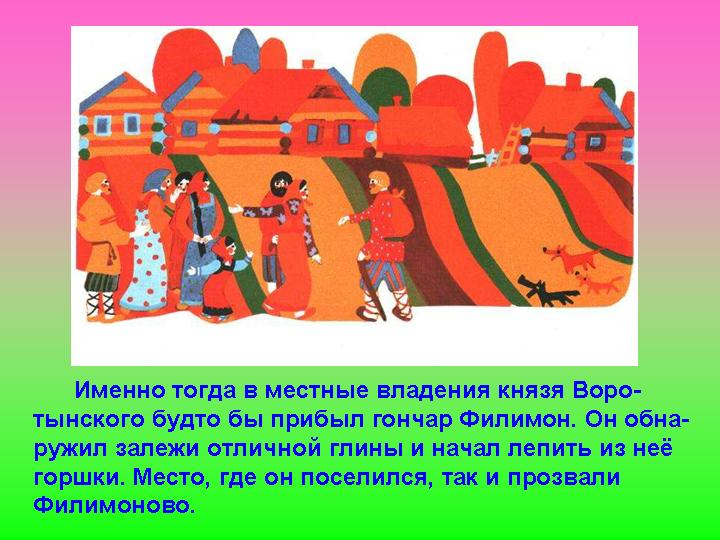 Именно тогда в местные владения князя Воро-
тынского будто бы прибыл гончар Филимон. Он обна-
ружил залежи отличной глины и начал лепить из неё
горшки. Место, где он поселился, так и прозвали
Филимоново.